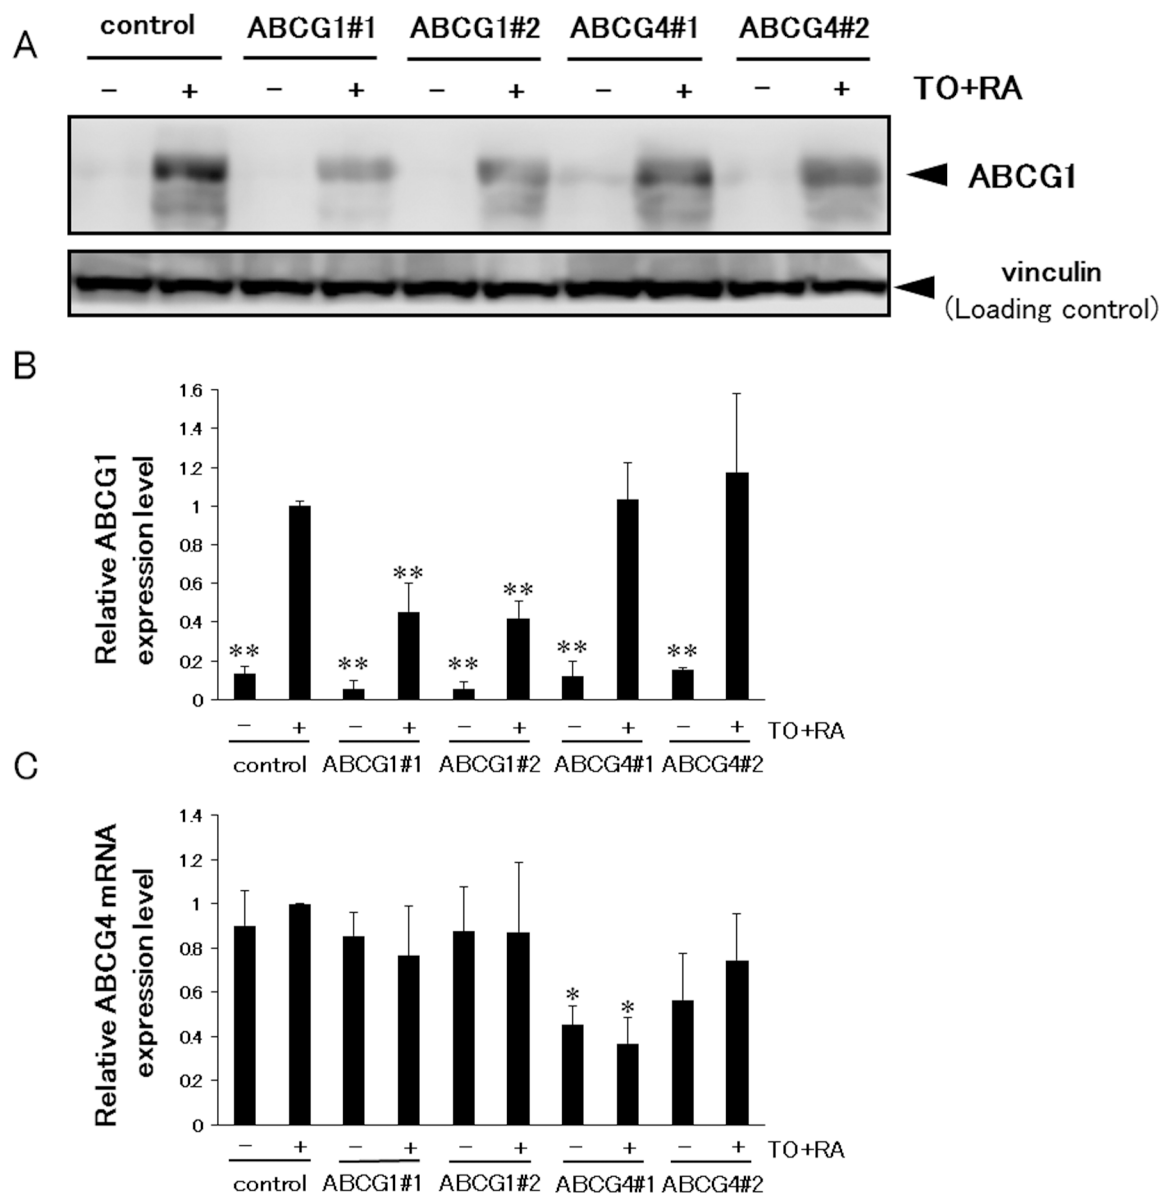 A
control ABCG1#1 ABCG1#2 ABCG4#1 ABCG4#2
− + − + − + − + − + TO+RA
ABCG1
vinculin
(Loading control)
B
Relative ABCG1
expression level
1.6
1.4
1.2
1
0.8
0.6
0.4
0.2
0
** ** ** ** ** **
− + − + − + − + − + TO+RA
control ABCG1#1 ABCG1#2 ABCG4#1 ABCG4#2
C
Relative ABCG4 mRNA
expression level
1.4
1.2
1
0.8
0.6
0.4
0.2
0
* *
− + − + − + − + − + TO+RA
control ABCG1#1 ABCG1#2 ABCG4#1 ABCG4#2